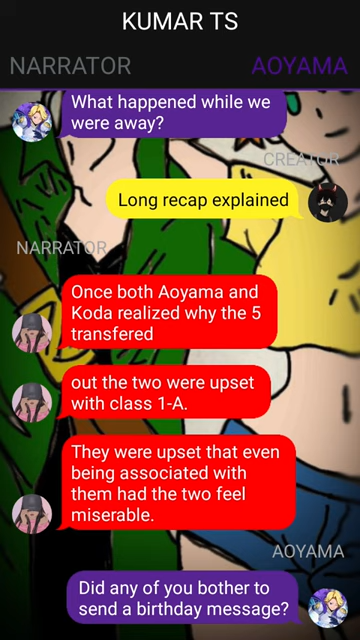 KUMAR TS
NARRATOR
AOYAMA
What happened while we
were away?
CREATOR
Long recap explained
NARRATOR
Once both Aoyama and
Koda realized why the 5
transfered
out the two were upset
with class 1-A.
They were upset that even
being associated with
them had the two feel
miserable.
AOYAMA
Did any of you bother to
send a birthday message?